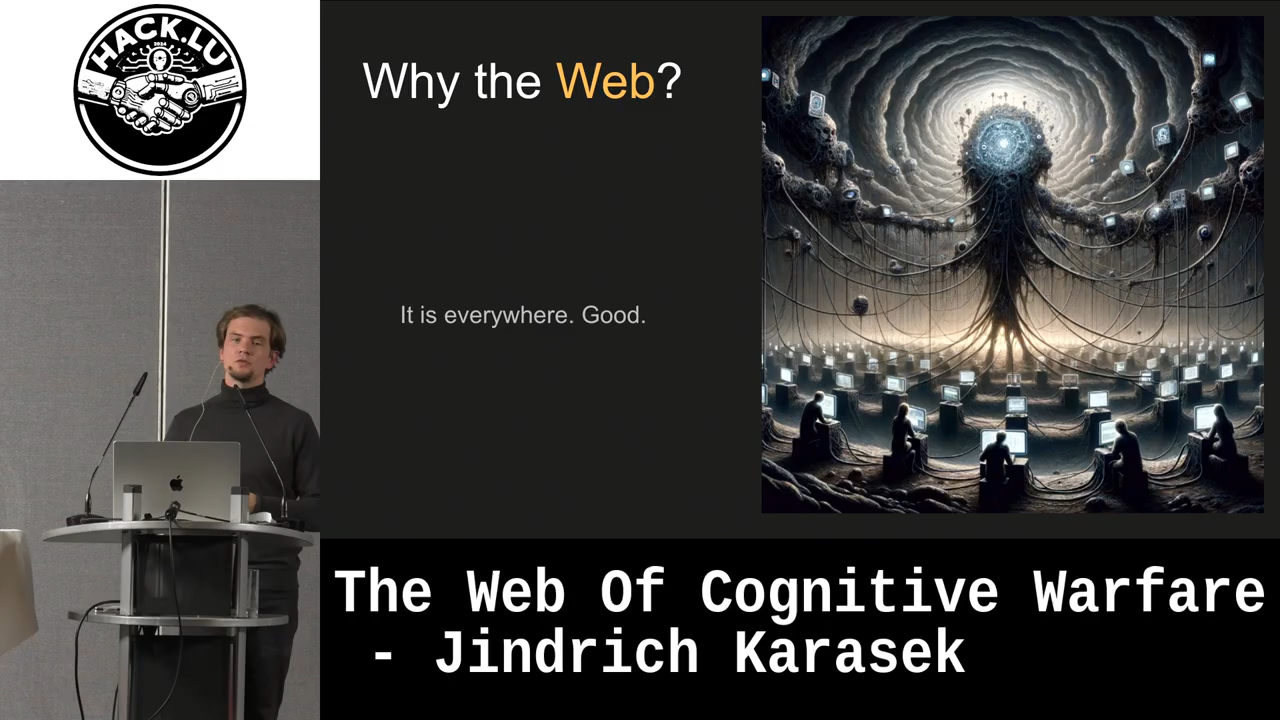 HACK.LU
2024
Why the Web?
It is everywhere. Good.
The Web Of Cognitive Warfare
- Jindrich Karasek